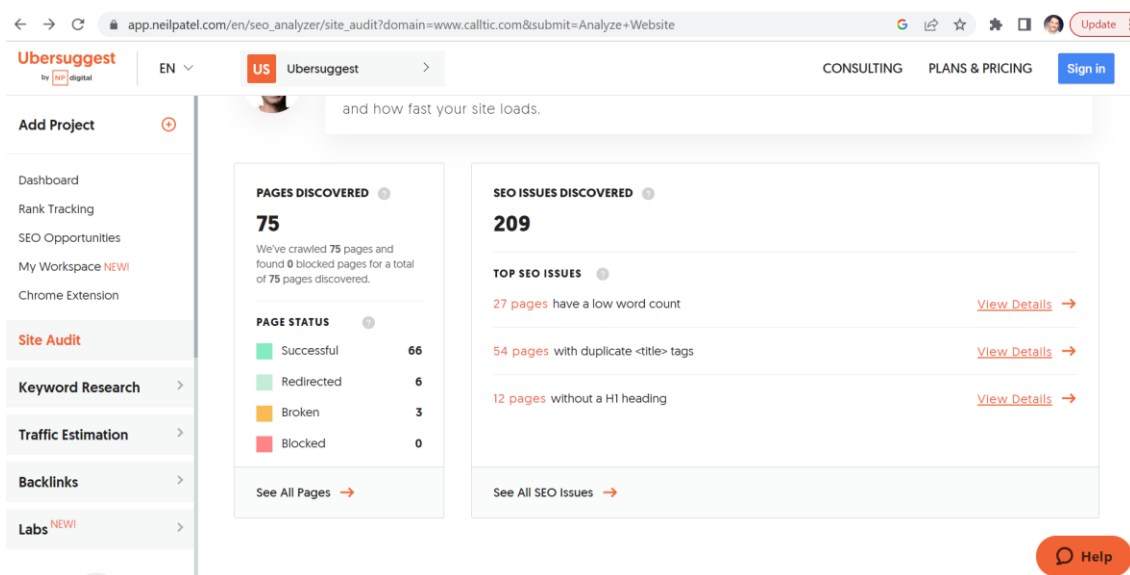 app.neilpatel.com/en/seo_analyzer/site_audit?domain=www.calltic.com&submit=Analyze+Website
G
Update
Ubersuggest
by NP digital
EN
US Ubersuggest
CONSULTING
PLANS & PRICING
Sign in
Add Project
Dashboard
Rank Tracking
SEO Opportunities
My Workspace NEW!
Chrome Extension
Site Audit
Keyword Research
Traffic Estimation
Backlinks
Labs NEW!
and how fast your site loads.
PAGES DISCOVERED ?
75
We've crawled 75 pages and
found 0 blocked pages for a total
of 75 pages discovered.
PAGE STATUS ?
Successful 66
Redirected 6
Broken 3
Blocked 0
See All Pages →
SEO ISSUES DISCOVERED ?
209
TOP SEO ISSUES ?
27 pages have a low word count View Details →
54 pages with duplicate <title> tags View Details →
12 pages without a H1 heading View Details →
See All SEO Issues →
Help